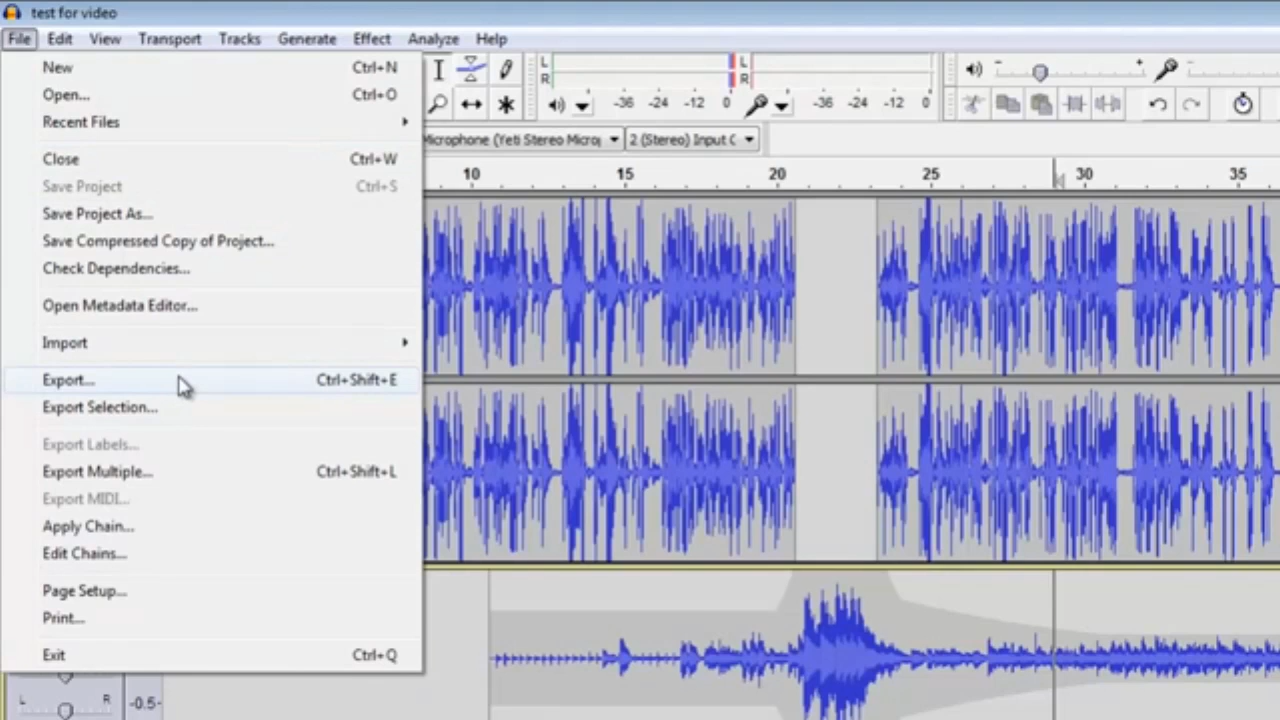 test for video
File Edit View Transport Tracks Generate Effect Analyze Help
New Ctrl+N
Open... Ctrl+O
Recent Files
Close Ctrl+W
Save Project Ctrl+S
Save Project As...
Save Compressed Copy of Project...
Check Dependencies...
Open Metadata Editor...
Import
Export... Ctrl+Shift+E
Export Selection...
Export Labels...
Export Multiple... Ctrl+Shift+L
Export MIDI...
Apply Chain...
Edit Chains...
Page Setup...
Print...
Exit Ctrl+Q
L L
R R
- +
-36 -24 -12 0 -36 -24 -12 0
Microphone (Yeti Stereo Microp 2 (Stereo) Input C
10 15 20 25 30 35
L R -0.5-